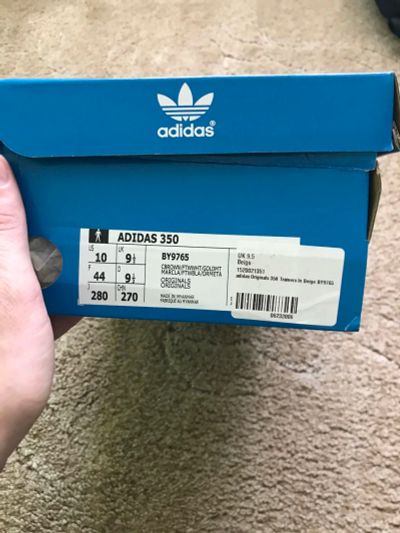 adidas
ADIDAS 350
US UK
10 9½
F D
44 9½
J CHN
280 270
BY9765
CBROWN/FTWWHT/GOLDMT
MARCLA/FTWBLA/ORMETA
ORIGINALS
ORIGINALS
MADE IN MYANMAR
FABRIQUE AU MYANMAR
UK 9.5
Beige
adidas Originals 350 Trainers In Beige BY9765